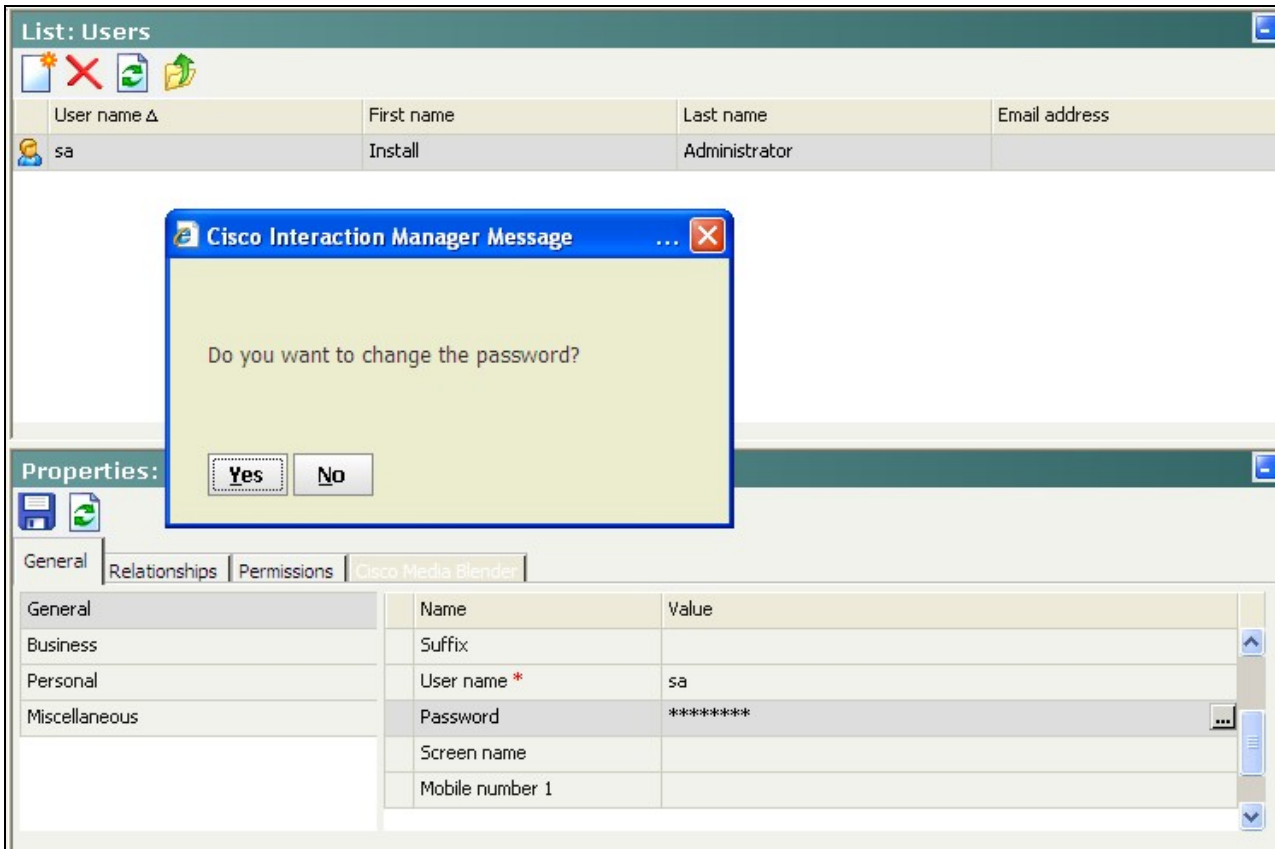 List: Users
User name Δ First name Last name Email address
sa Install Administrator
Cisco Interaction Manager Message ...
Do you want to change the password?
Yes No
Properties:
General Relationships Permissions Cisco Media Blender
General Name Value
Business Suffix
Personal User name * sa
Miscellaneous Password ******** ...
Screen name
Mobile number 1